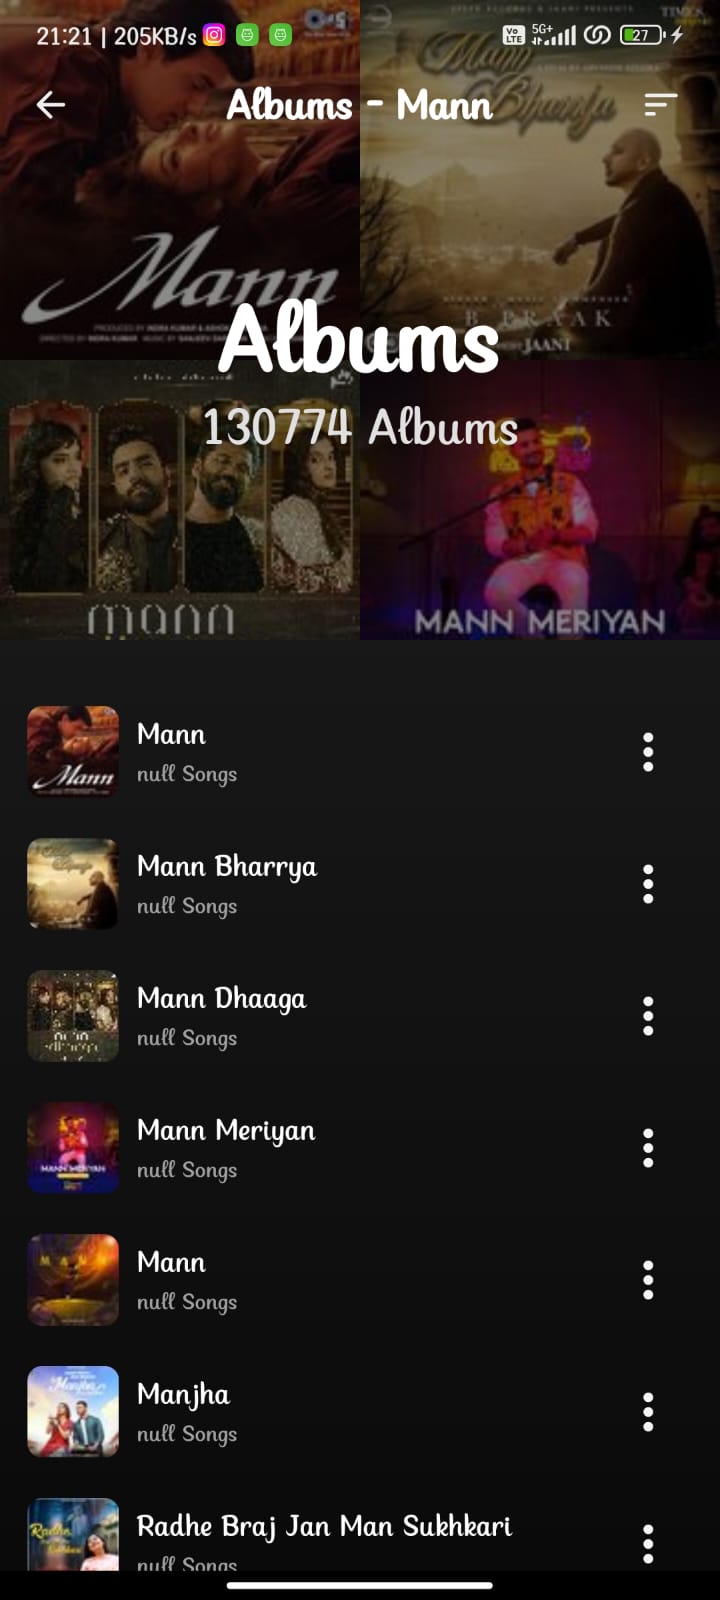 21:21 | 205KB/s
Vo LTE 5G+ 27
Albums - Mann
Mann
Mann
Bharrya
B PRAAK
JAANI
Albums
130774 Albums
mann
MANN MERIYAN
Mann
null Songs
Mann Bharrya
null Songs
Mann Dhaaga
null Songs
Mann Meriyan
null Songs
Mann
null Songs
Manjha
null Songs
Radhe Braj Jan Man Sukhkari
null Songs